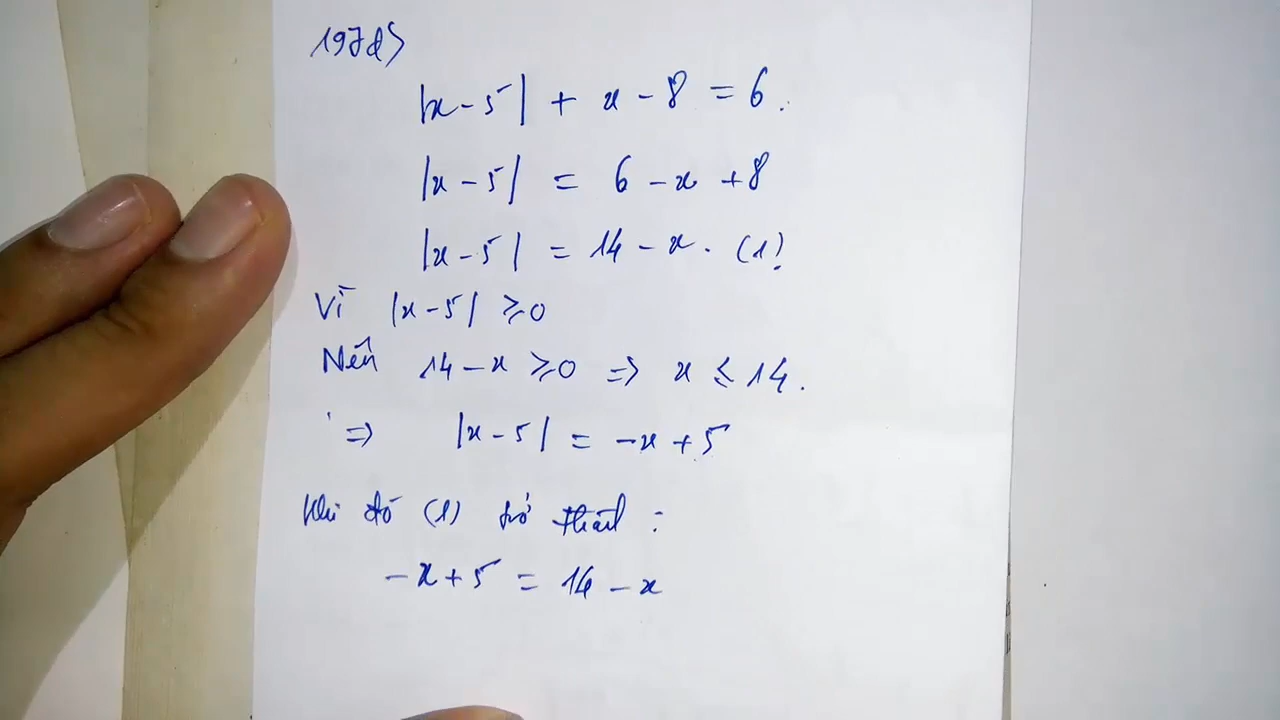 197d)
|x - 5| + x - 8 = 6.
|x - 5| = 6 - x + 8
|x - 5| = 14 - x. (1)
Vì |x - 5| ⩾ 0
Nên 14 - x ⩾ 0 => x ⩽ 14.
=> |x - 5| = -x + 5
Khi đó (1) trở thành :
-x + 5 = 14 - x